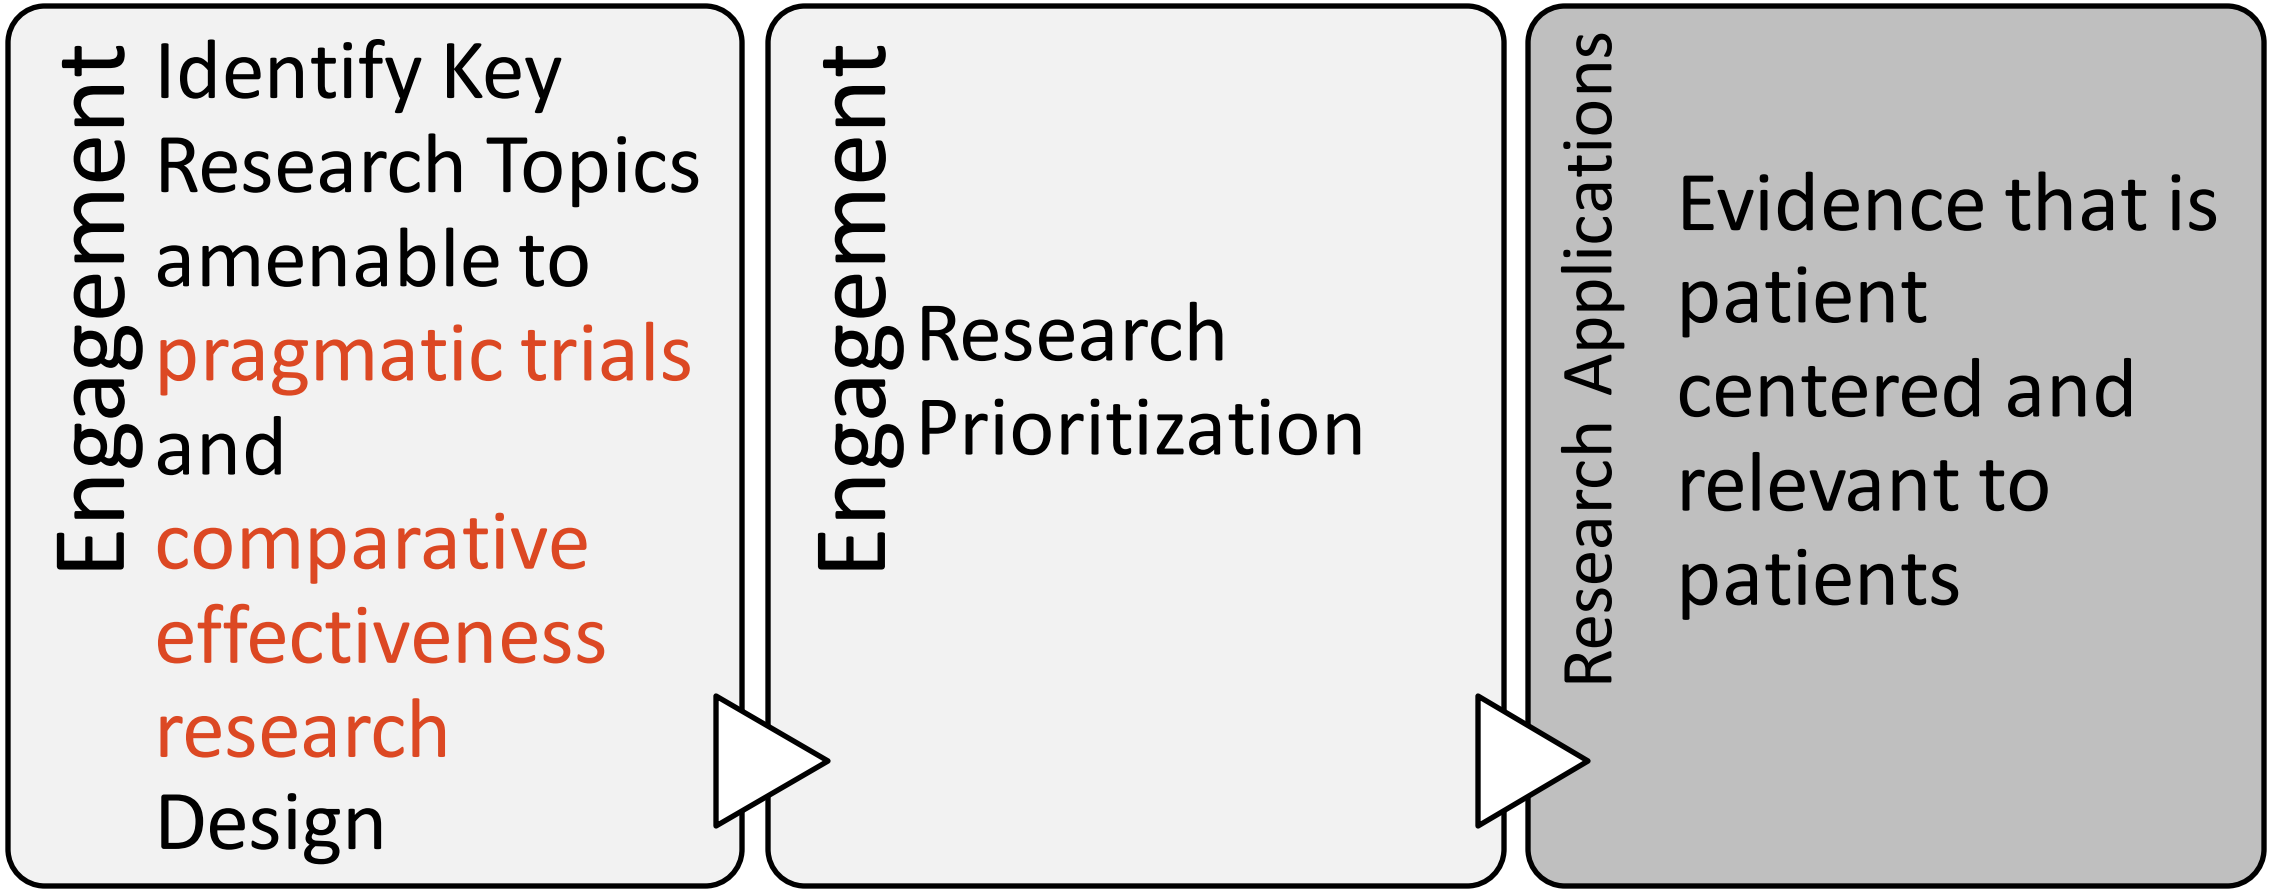 Engagement
Identify Key
Research Topics
amenable to
pragmatic trials
and
comparative
effectiveness
research
Design
Engagement
Research
Prioritization
Research Applications
Evidence that is
patient
centered and
relevant to
patients